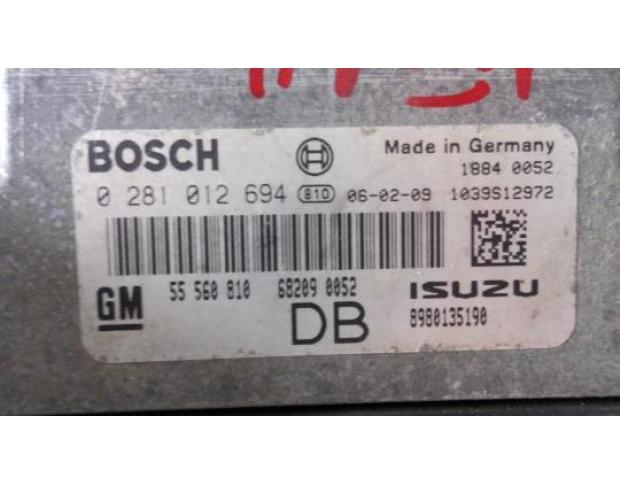 BOSCH Made in Germany
1884 0052
0 281 012 694 810 06-02-09 1039S12972
55 560 810 68209 0052 ISUZU
GM DB 8980135190